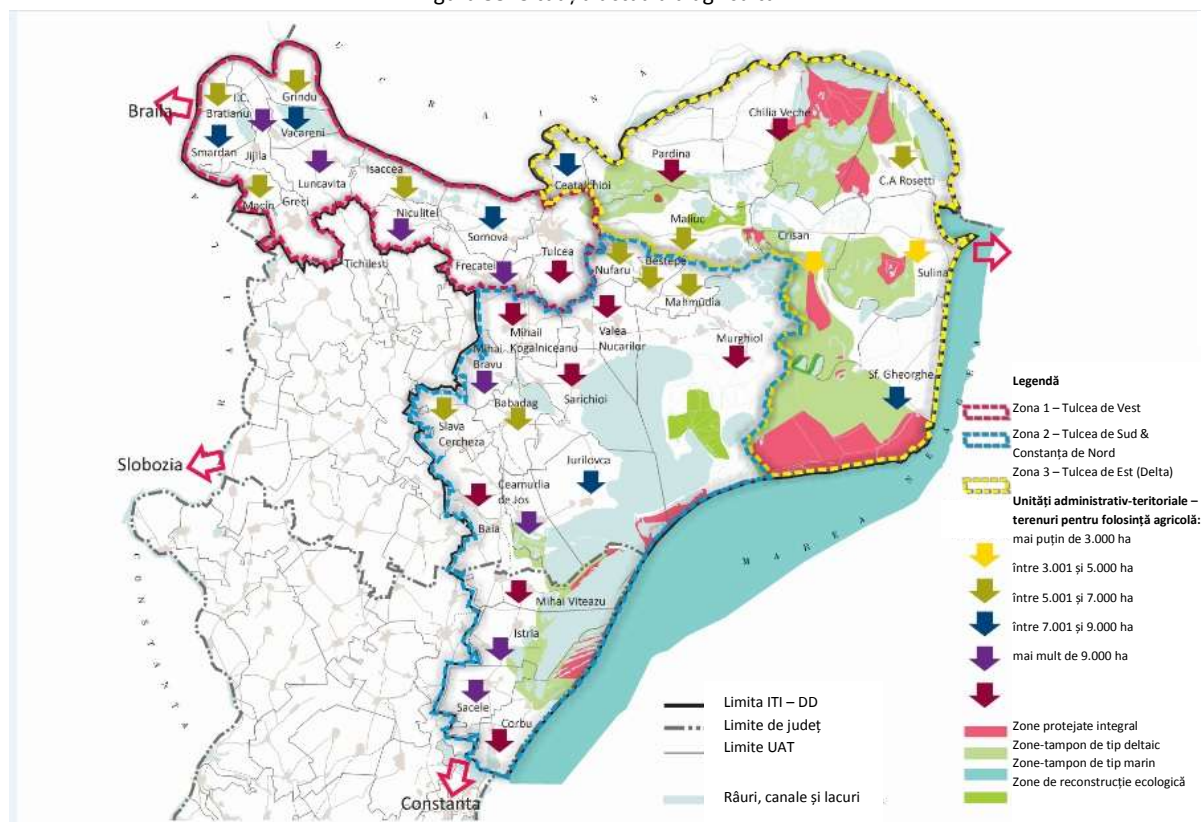 U C R A I N A
Braila
I.C.
Bratianu
Grindu
Vacareni
Smardan
Jijila
Luncavita
Isaccea
Macin
Greci
Niculitel
Somova
Tichilesti
Frecatei
Tulcea
Ceatalchioi
Pardina
Chilia Veche
C.A Rosetti
Maliuc
Crisan
Sulina
Nufaru
Bestepe
Mahmudia
Mihail
Kogalniceanu
Valea
Nucarilor
Murghiol
Mihai
Bravu
Babadag
Sarichioi
Sf. Gheorghe
Slava
Cercheza
Slobozia
Jurilovca
Ceamurlia
de Jos
Baia
Mihai Viteazu
Istria
Sacele
Corbu
Constanta
M A R E A N E A G R A
B R A I L A
C O N S T A N T A
Legendă
Zona 1 – Tulcea de Vest
Zona 2 – Tulcea de Sud &
Constanța de Nord
Zona 3 – Tulcea de Est (Delta)
Unități administrativ-teritoriale –
terenuri pentru folosință agricolă:
mai puțin de 3.000 ha
între 3.001 și 5.000 ha
între 5.001 și 7.000 ha
între 7.001 și 9.000 ha
mai mult de 9.000 ha
Zone protejate integral
Zone-tampon de tip deltaic
Zone-tampon de tip marin
Zone de reconstrucție ecologică
Limita ITI – DD
Limite de județ
Limite UAT
Râuri, canale și lacuri